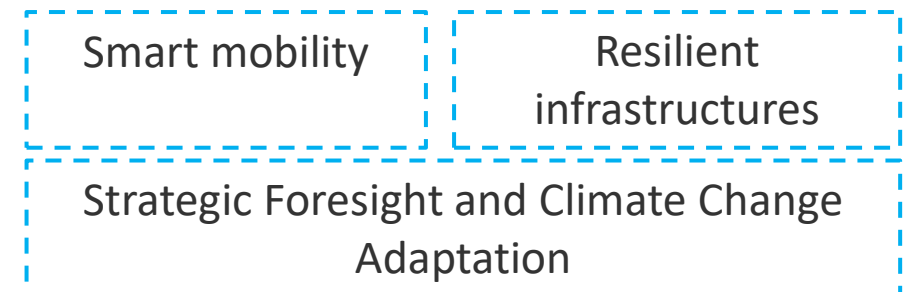 Smart mobility
Resilient
infrastructures
Strategic Foresight and Climate Change
Adaptation